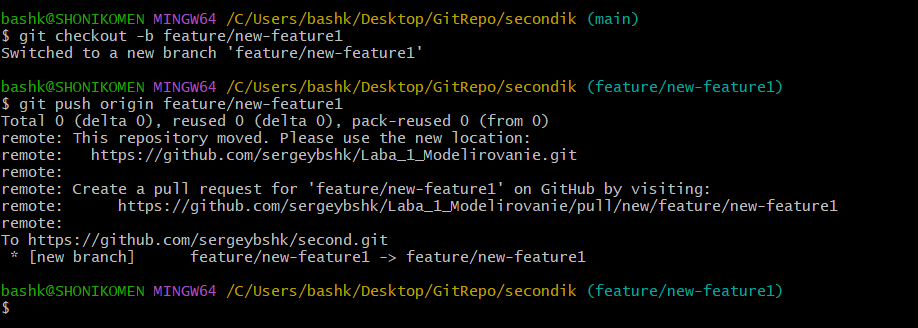 bashk@SHONIKOMEN MINGW64 /C/Users/bashk/Desktop/GitRepo/secondik (main)
$ git checkout -b feature/new-feature1
Switched to a new branch 'feature/new-feature1'
bashk@SHONIKOMEN MINGW64 /C/Users/bashk/Desktop/GitRepo/secondik (feature/new-feature1)
$ git push origin feature/new-feature1
Total 0 (delta 0), reused 0 (delta 0), pack-reused 0 (from 0)
remote: This repository moved. Please use the new location:
remote:   https://github.com/sergeybshk/Laba_1_Modelirovanie.git
remote:
remote: Create a pull request for 'feature/new-feature1' on GitHub by visiting:
remote:      https://github.com/sergeybshk/Laba_1_Modelirovanie/pull/new/feature/new-feature1
remote:
To https://github.com/sergeybshk/second.git
 * [new branch]      feature/new-feature1 -> feature/new-feature1
bashk@SHONIKOMEN MINGW64 /C/Users/bashk/Desktop/GitRepo/secondik (feature/new-feature1)
$